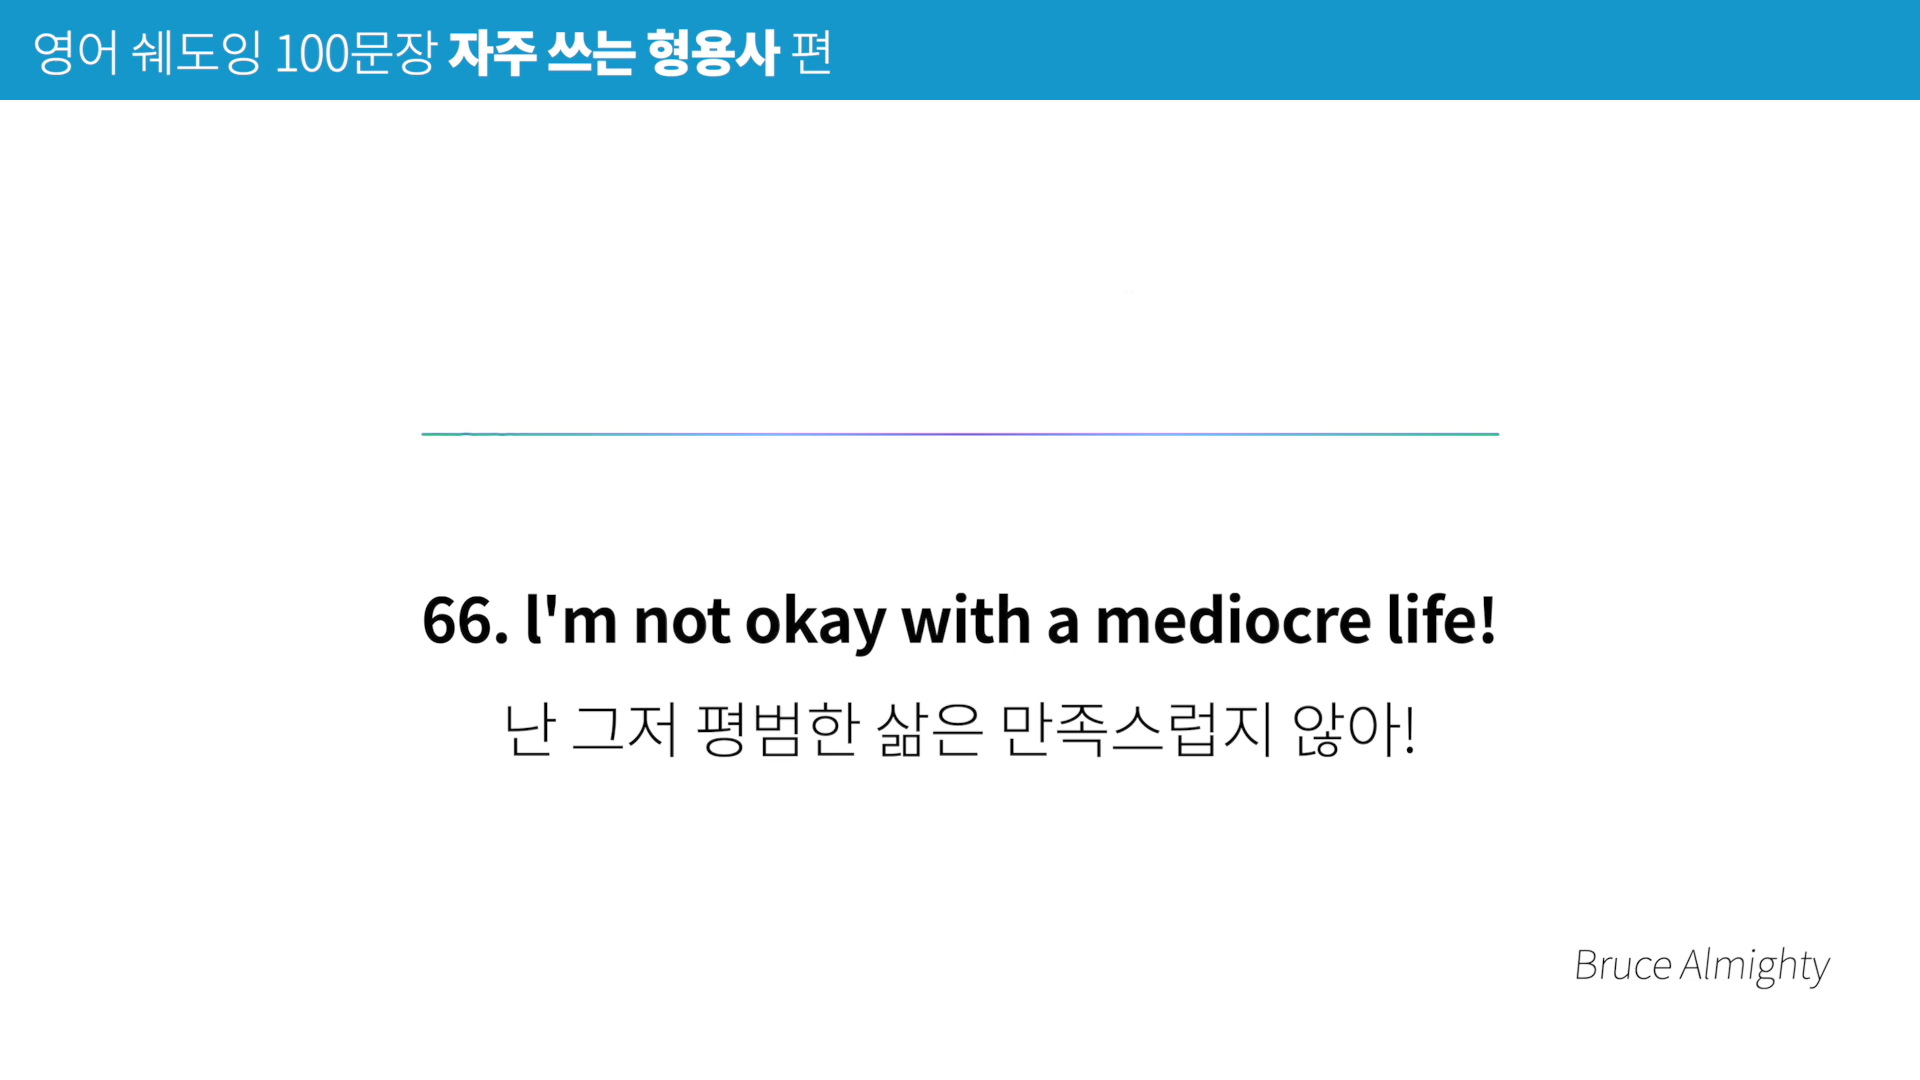 영어 쉐도잉 100문장 자주 쓰는 형용사 편
66. I'm not okay with a mediocre life!
난 그저 평범한 삶은 만족스럽지 않아!
Bruce Almighty